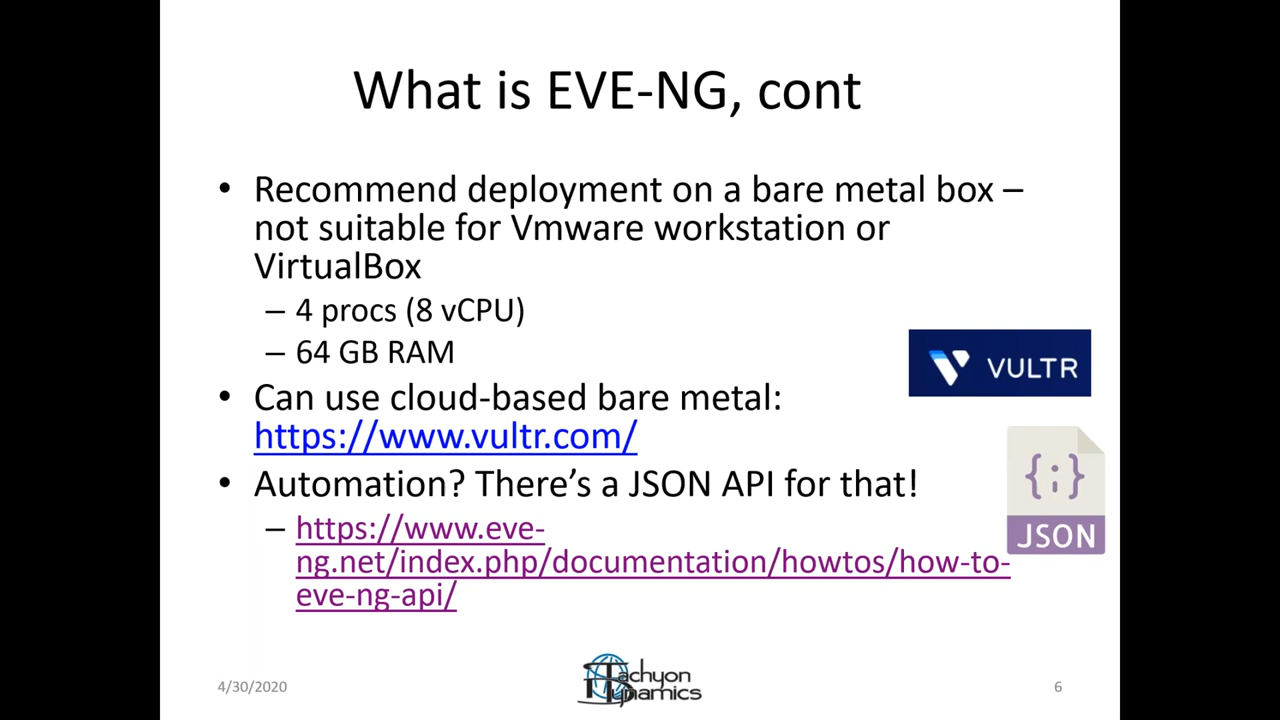 What is EVE-NG, cont
• Recommend deployment on a bare metal box –
not suitable for Vmware workstation or
VirtualBox
– 4 procs (8 vCPU)
– 64 GB RAM
VULTR
• Can use cloud-based bare metal:
https://www.vultr.com/
• Automation? There’s a JSON API for that!
{;}
JSON
– https://www.eve-
ng.net/index.php/documentation/howtos/how-to-
eve-ng-api/
4/30/2020
Tachyon
Dynamics
6